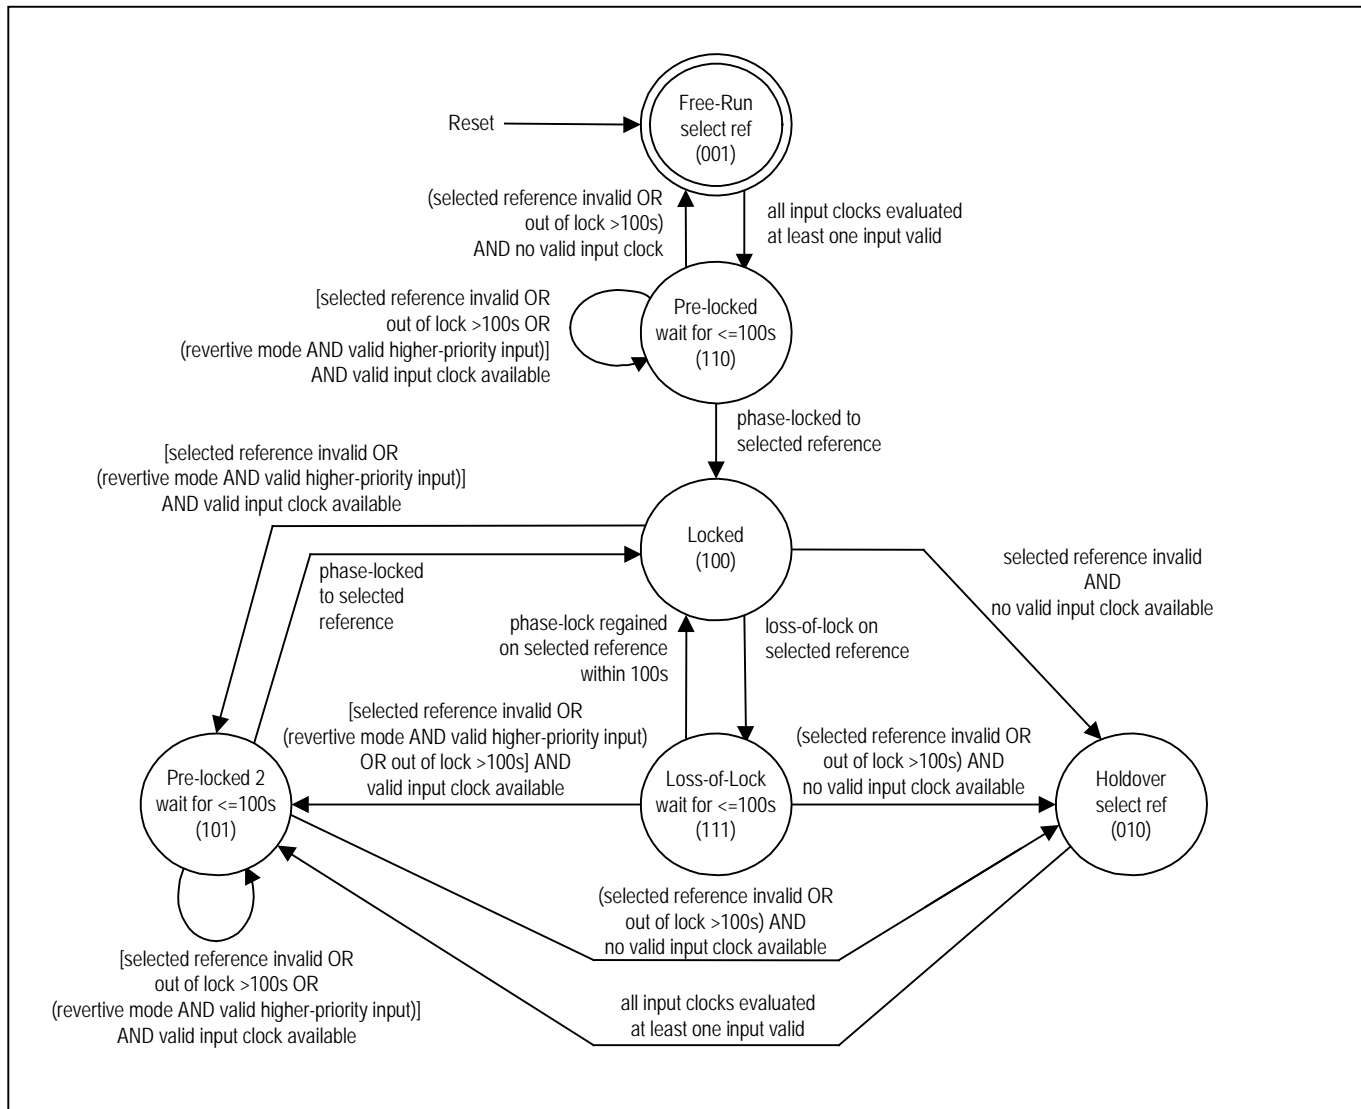 Free-Run
select ref
(001)
Reset
(selected reference invalid OR
out of lock >100s)
AND no valid input clock
all input clocks evaluated
at least one input valid
[selected reference invalid OR
out of lock >100s OR
(revertive mode AND valid higher-priority input)]
AND valid input clock available
Pre-locked
wait for <=100s
(110)
phase-locked to
selected reference
[selected reference invalid OR
(revertive mode AND valid higher-priority input)]
AND valid input clock available
Locked
(100)
phase-locked
to selected
reference
selected reference invalid
AND
no valid input clock available
phase-lock regained
on selected reference
within 100s
loss-of-lock on
selected reference
[selected reference invalid OR
(revertive mode AND valid higher-priority input)
OR out of lock >100s] AND
valid input clock available
(selected reference invalid OR
out of lock >100s) AND
no valid input clock available
Pre-locked 2
wait for <=100s
(101)
Loss-of-Lock
wait for <=100s
(111)
Holdover
select ref
(010)
(selected reference invalid OR
out of lock >100s) AND
no valid input clock available
[selected reference invalid OR
out of lock >100s OR
(revertive mode AND valid higher-priority input)]
AND valid input clock available
all input clocks evaluated
at least one input valid